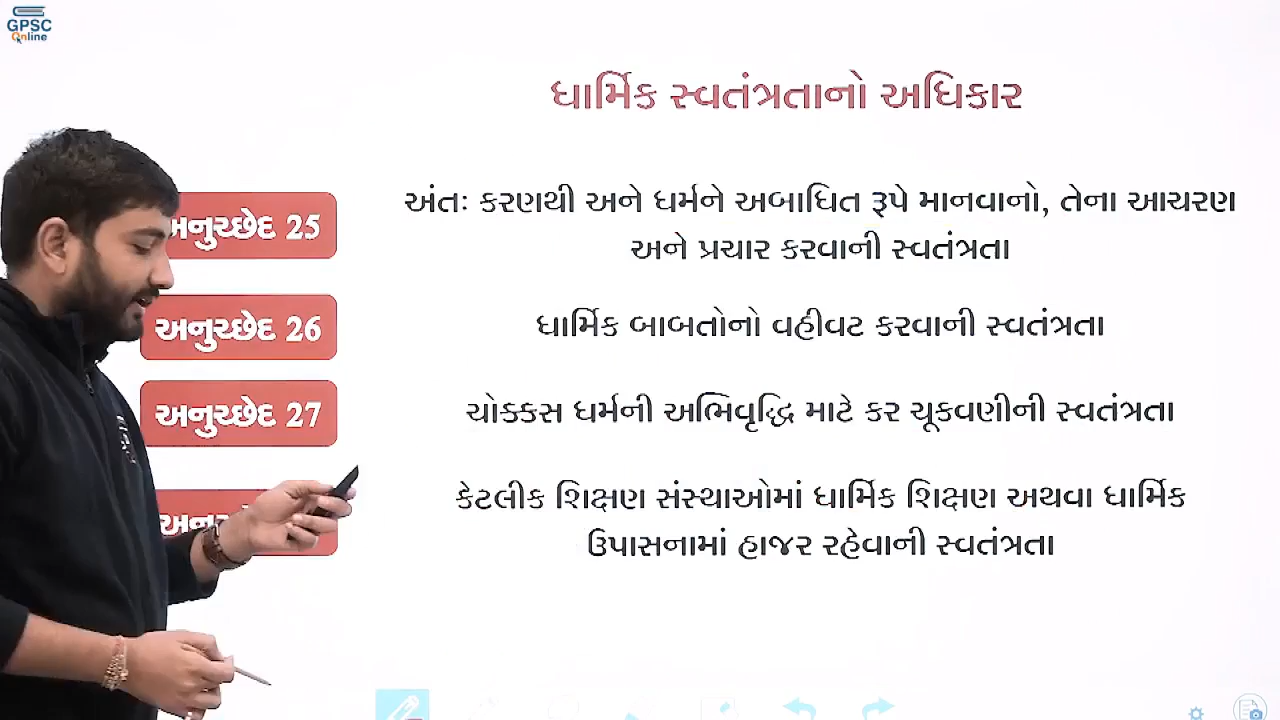 GPSC
Online
ધાર્મિક સ્વતંત્રતાનો અધિકાર
અનુચ્છેદ 25
અંતઃ કરણથી અને ધર્મને અબાધિત રૂપે માનવાનો, તેના આચરણ
અને પ્રચાર કરવાની સ્વતંત્રતા
અનુચ્છેદ 26
ધાર્મિક બાબતોનો વહીવટ કરવાની સ્વતંત્રતા
અનુચ્છેદ 27
ચોક્કસ ધર્મની અભિવૃદ્ધિ માટે કર ચૂકવણીની સ્વતંત્રતા
કેટલીક શિક્ષણ સંસ્થાઓમાં ધાર્મિક શિક્ષણ અથવા ધાર્મિક
ઉપાસનામાં હાજર રહેવાની સ્વતંત્રતા